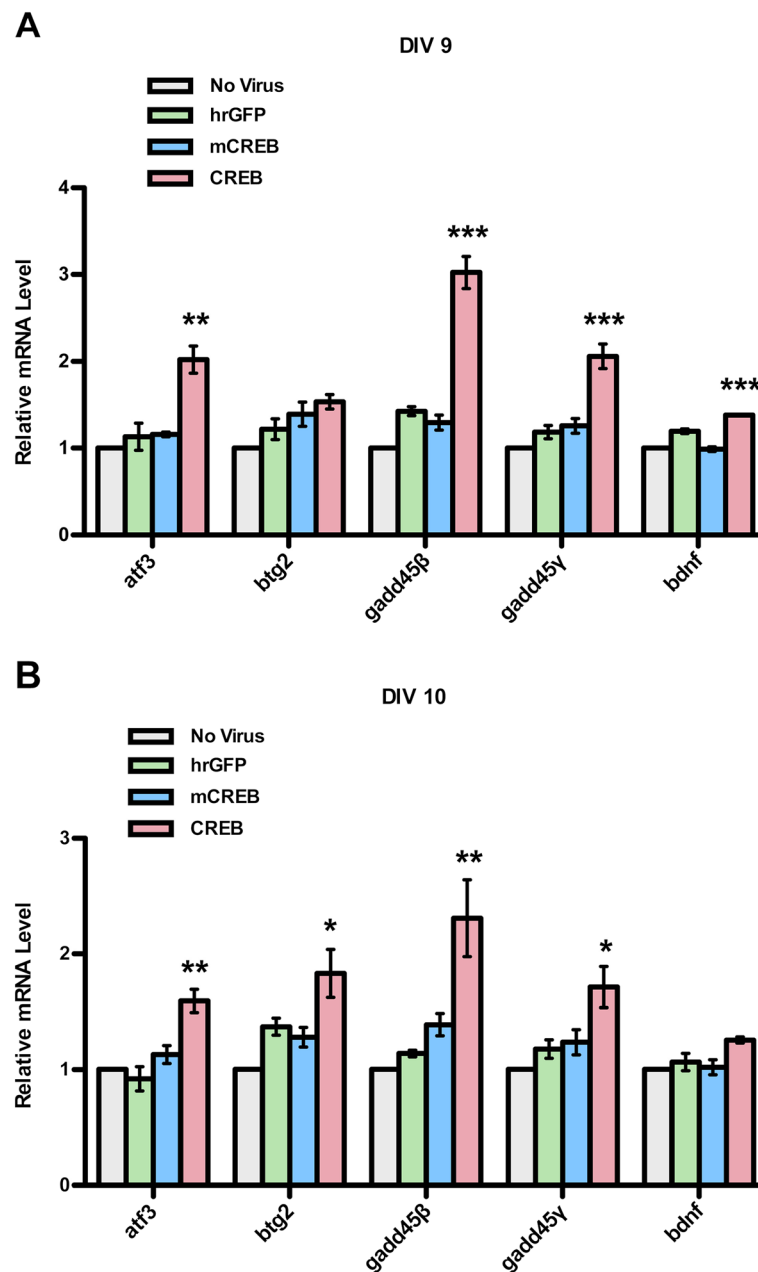 A
DIV 9
No Virus
hrGFP
mCREB
CREB
Relative mRNA Level
4
3
2
1
0
**
***
***
***
atf3
btg2
gadd45β
gadd45γ
bdnf
B
DIV 10
No Virus
hrGFP
mCREB
CREB
Relative mRNA Level
3
2
1
0
**
*
**
*
atf3
btg2
gadd45β
gadd45γ
bdnf